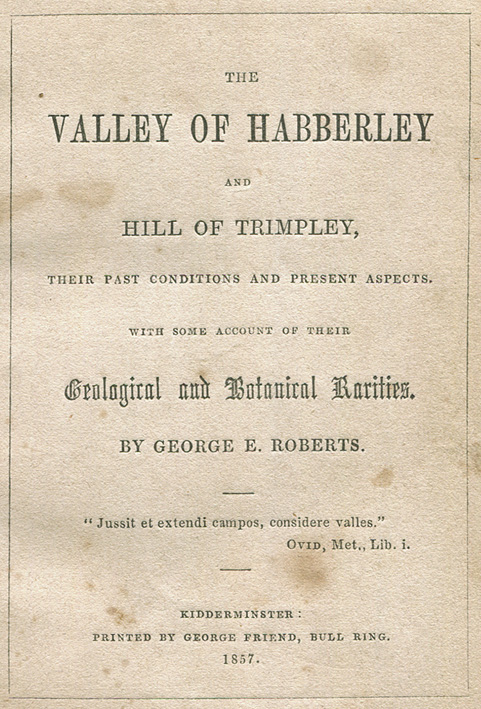 THE
VALLEY OF HABBERLEY
AND
HILL OF TRIMPLEY,
THEIR PAST CONDITIONS AND PRESENT ASPECTS.
WITH SOME ACCOUNT OF THEIR
Geological and Botanical Rarities.
BY GEORGE E. ROBERTS.
"Jussit et extendi campos, considere valles."
OVID, Met., Lib. i.
KIDDERMINSTER:
PRINTED BY GEORGE FRIEND, BULL RING.
1857.